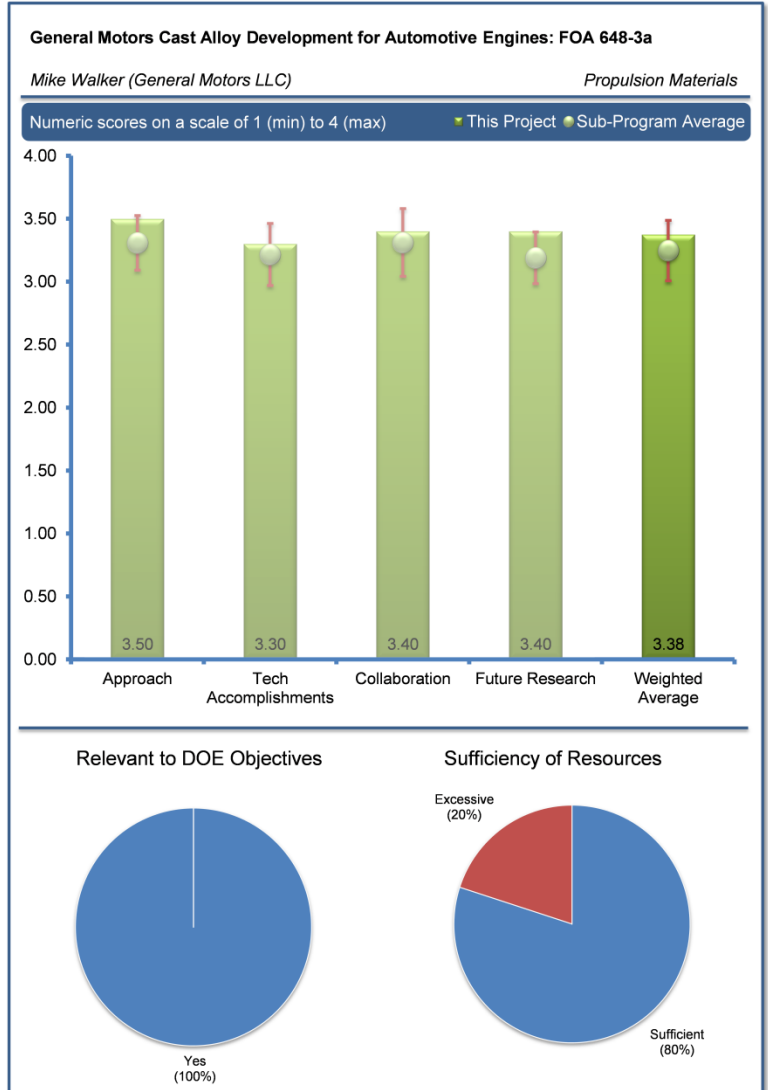 General Motors Cast Alloy Development for Automotive Engines: FOA 648-3a
Mike Walker (General Motors LLC) Propulsion Materials
Numeric scores on a scale of 1 (min) to 4 (max) This Project Sub-Program Average
4.00
3.50
3.00
2.50
2.00
1.50
1.00
0.50
0.00
3.50 3.30 3.40 3.40 3.38
Approach Tech Collaboration Future Research Weighted
Accomplishments Average
Relevant to DOE Objectives Sufficiency of Resources
Excessive
(20%)
Sufficient
(80%)
Yes
(100%)